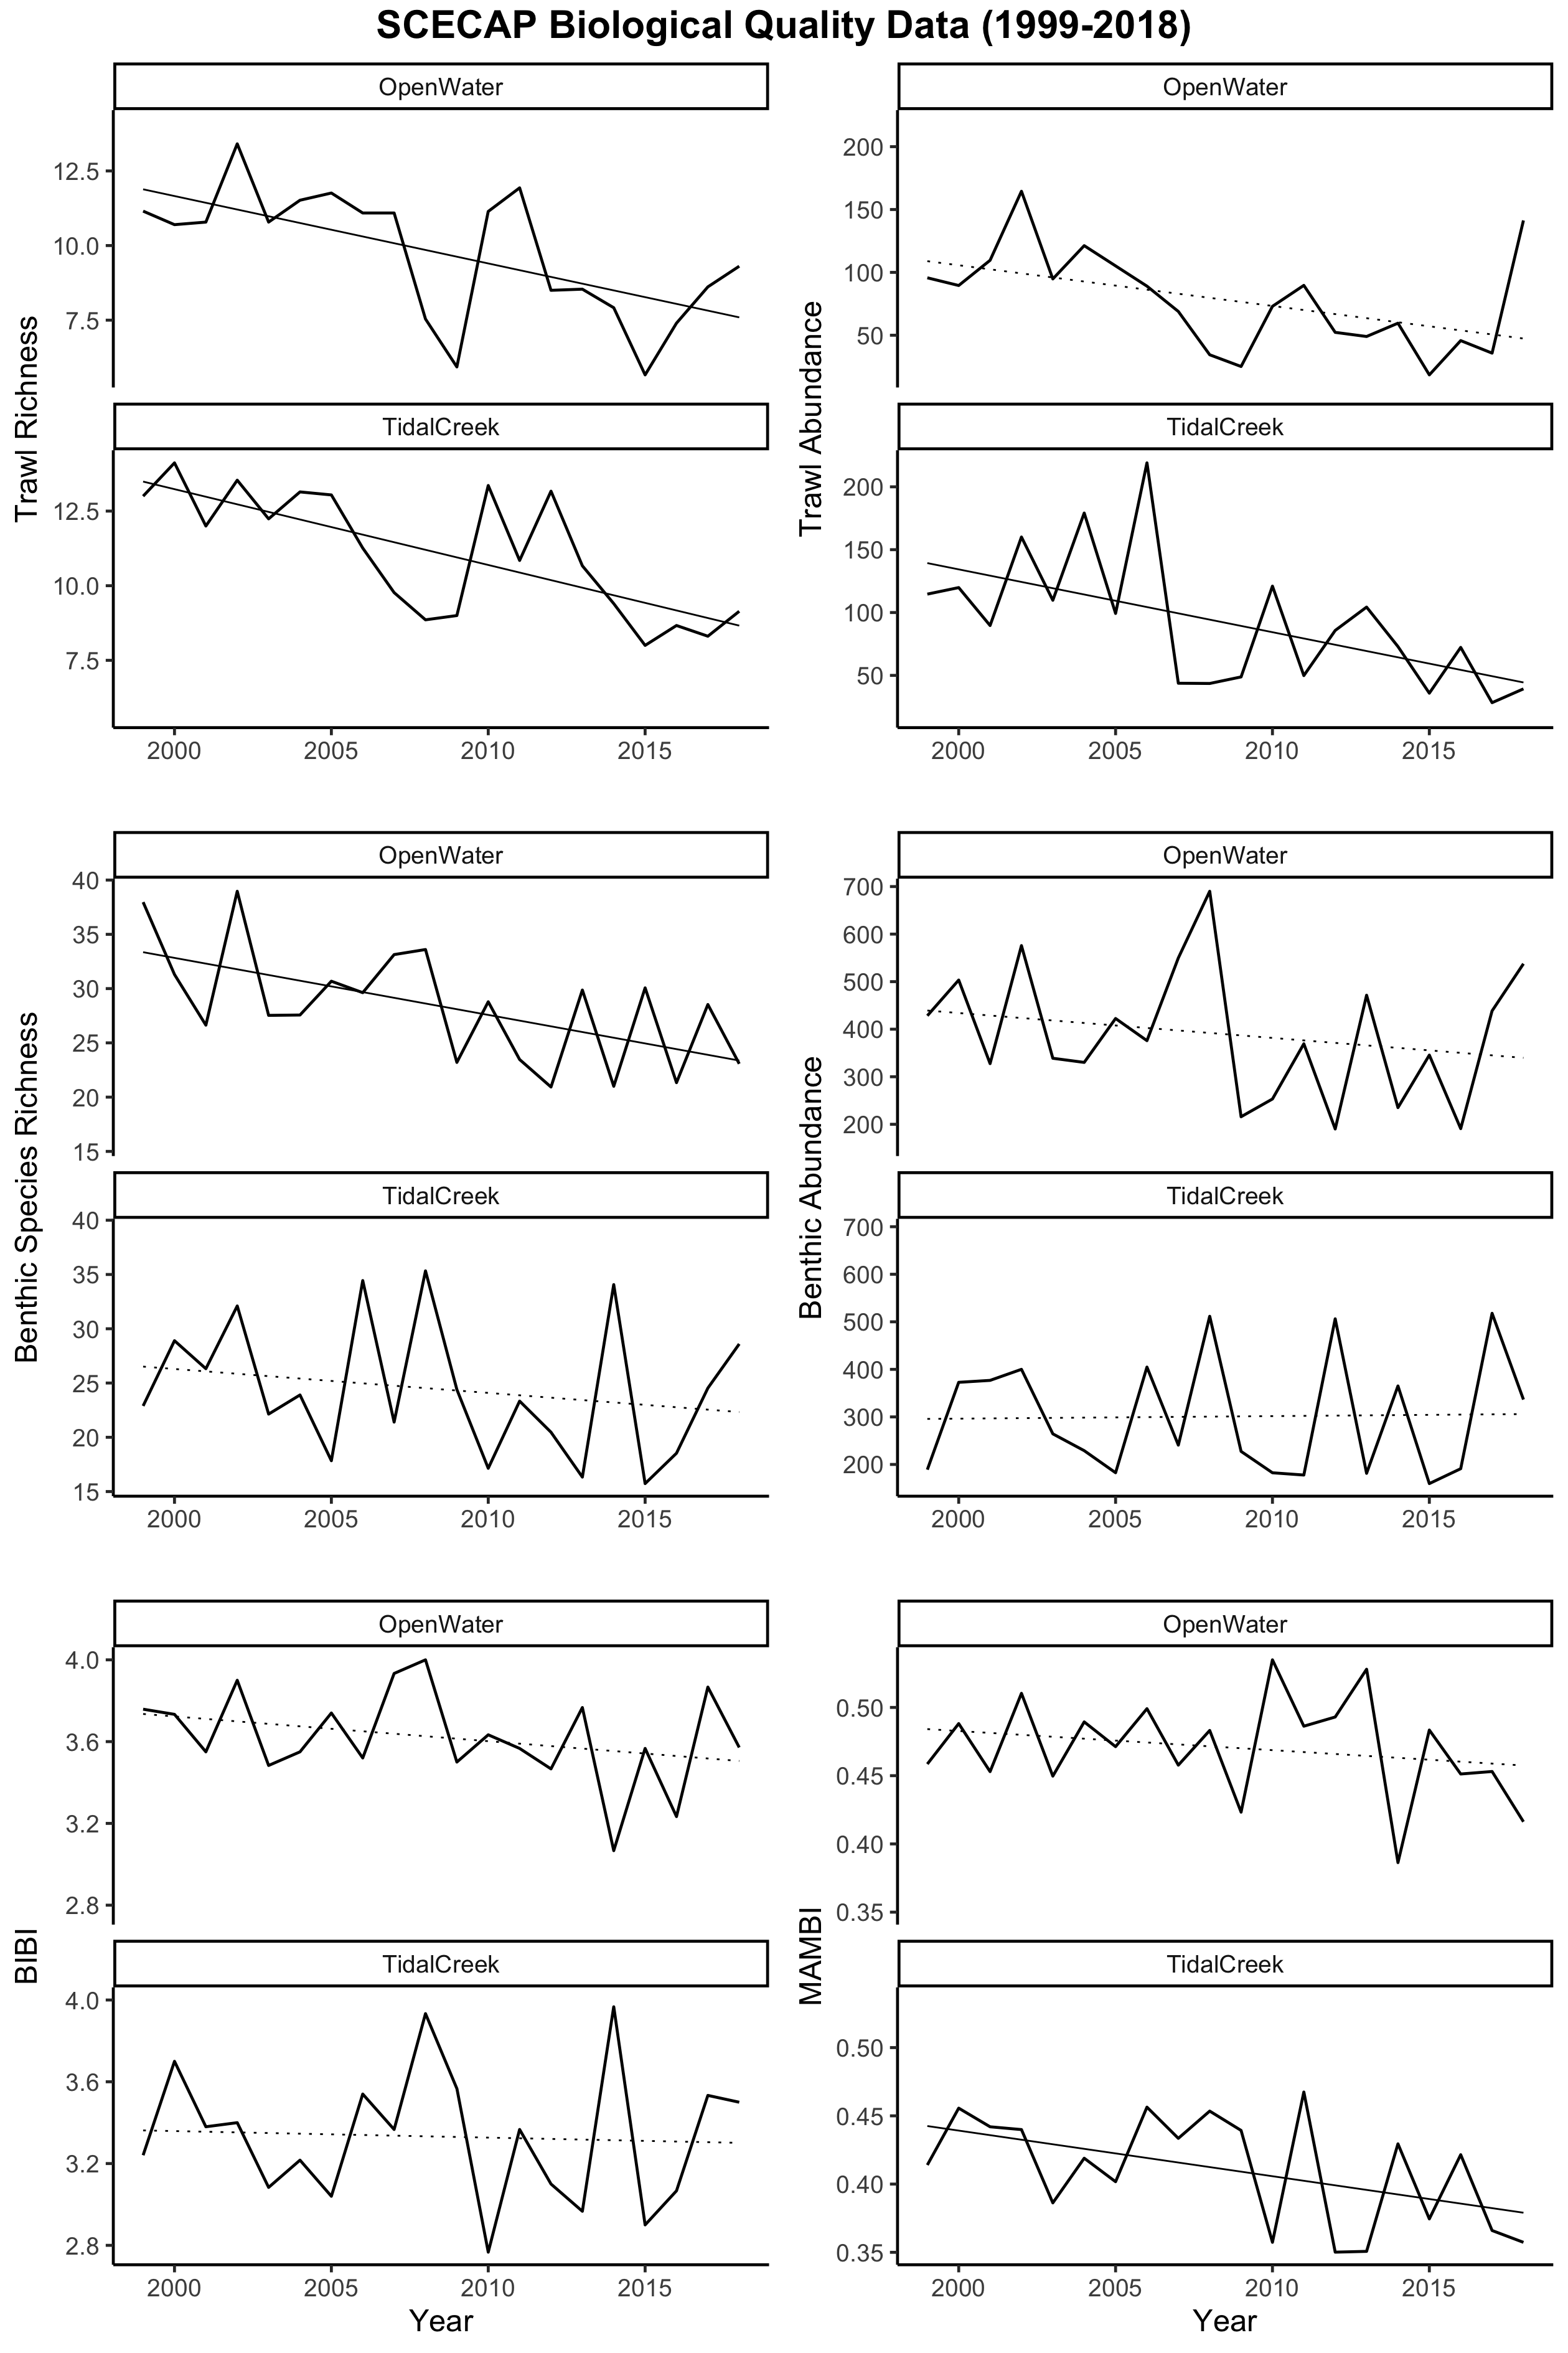 SCECAP Biological Quality Data (1999-2018)
Trawl Richness
OpenWater
12.5
10.0
7.5
TidalCreek
12.5
10.0
7.5
2000 2005 2010 2015
Trawl Abundance
OpenWater
200
150
100
50
TidalCreek
200
150
100
50
2000 2005 2010 2015
Benthic Species Richness
OpenWater
40
35
30
25
20
15
TidalCreek
40
35
30
25
20
15
2000 2005 2010 2015
Benthic Abundance
OpenWater
700
600
500
400
300
200
TidalCreek
700
600
500
400
300
200
2000 2005 2010 2015
BIBI
OpenWater
4.0
3.6
3.2
2.8
TidalCreek
4.0
3.6
3.2
2.8
2000 2005 2010 2015
Year
MAMBI
OpenWater
0.50
0.45
0.40
0.35
TidalCreek
0.50
0.45
0.40
0.35
2000 2005 2010 2015
Year